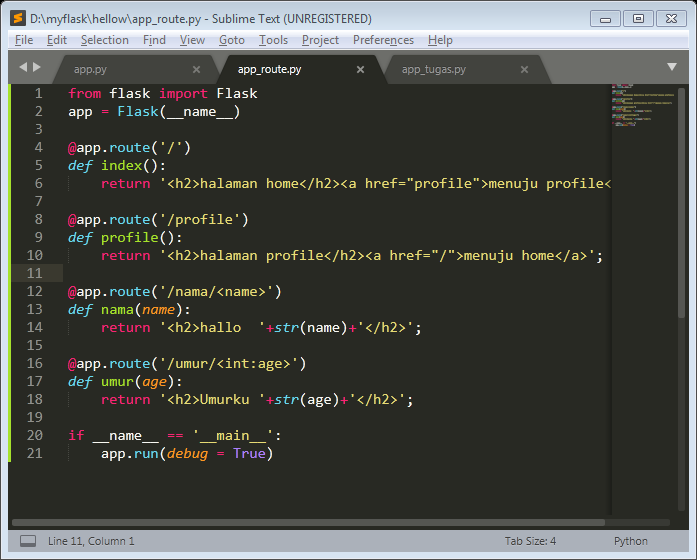 D:\myflask\hellow\app_route.py - Sublime Text (UNREGISTERED)
File Edit Selection Find View Goto Tools Project Preferences Help
app.py app_route.py app_tugas.py
1 from flask import Flask
2 app = Flask(__name__)
3
4 @app.route('/')
5 def index():
6 return '<h2>halaman home</h2><a href="profile">menuju profile<
7
8 @app.route('/profile')
9 def profile():
10 return '<h2>halaman profile</h2><a href="/">menuju home</a>';
11
12 @app.route('/nama/<name>')
13 def nama(name):
14 return '<h2>hallo  '+str(name)+'</h2>';
15
16 @app.route('/umur/<int:age>')
17 def umur(age):
18 return '<h2>Umurku '+str(age)+'</h2>';
19
20 if __name__ == '__main__':
21 app.run(debug = True)
Line 11, Column 1 Tab Size: 4 Python